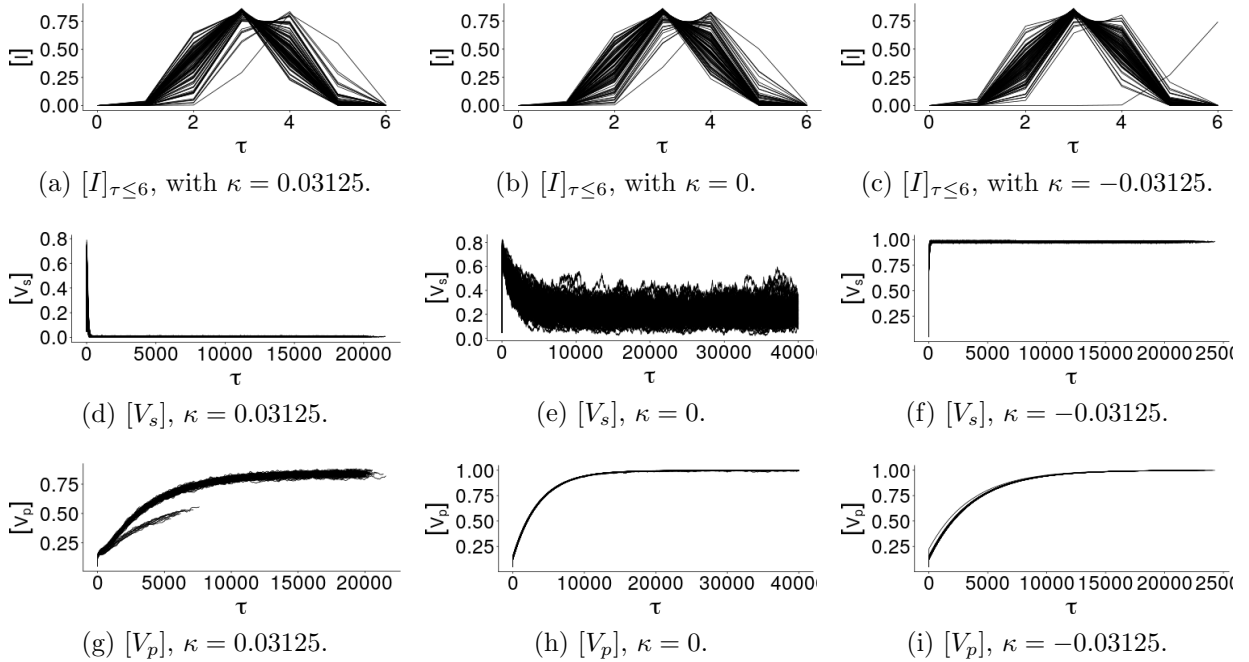 [I]
0.75
0.50
0.25
0.00
0 2 4 6
τ
(a) [I]τ≤6, with κ = 0.03125.
[I]
0.75
0.50
0.25
0.00
0 2 4 6
τ
(b) [I]τ≤6, with κ = 0.
[I]
0.75
0.50
0.25
0.00
0 2 4 6
τ
(c) [I]τ≤6, with κ = −0.03125.
[Vs]
0.8
0.6
0.4
0.2
0.0
0 5000 10000 15000 20000
τ
(d) [Vs], κ = 0.03125.
[Vs]
0.8
0.6
0.4
0.2
0.0
0 10000 20000 30000 4000
τ
(e) [Vs], κ = 0.
[Vs]
1.00
0.75
0.50
0.25
0 5000 10000 15000 20000 2500
τ
(f) [Vs], κ = −0.03125.
[Vp]
0.75
0.50
0.25
0 5000 10000 15000 20000
τ
(g) [Vp], κ = 0.03125.
[Vp]
1.00
0.75
0.50
0.25
0 10000 20000 30000 4000
τ
(h) [Vp], κ = 0.
[Vp]
1.00
0.75
0.50
0.25
0 5000 10000 15000 20000 2500
τ
(i) [Vp], κ = −0.03125.